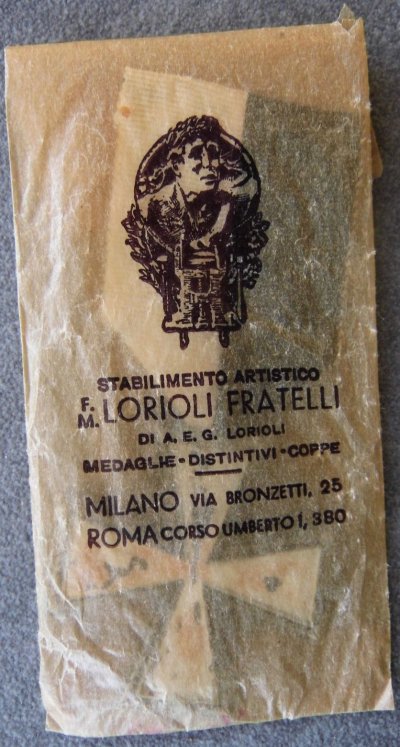 STABILIMENTO ARTISTICO
F. M. LORIOLI FRATELLI
DI A. E. G. LORIOLI
MEDAGLIE - DISTINTIVI - COPPE
MILANO VIA BRONZETTI, 25
ROMA CORSO UMBERTO I, 380